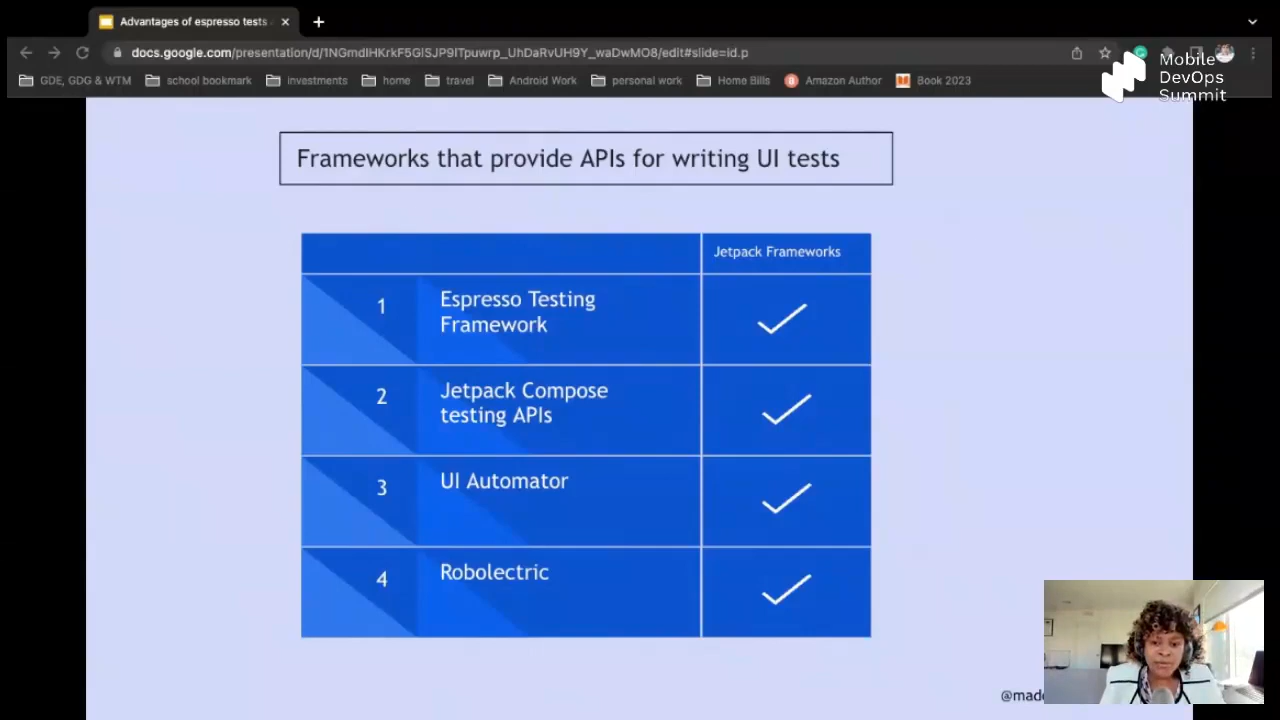 Advantages of espresso tests
docs.google.com/presentation/d/1NGmdIHKrkF5GlSJP9ITpuwrp_UhDaRvUH9Y_waDwMO8/edit#slide=id.p
GDE, GDG & WTM
school bookmark
investments
home
travel
Android Work
personal work
Home Bills
Amazon Author
Book 2023
Mobile
DevOps
Summit
Frameworks that provide APIs for writing UI tests
Jetpack Frameworks
1
Espresso Testing
Framework
2
Jetpack Compose
testing APIs
3
UI Automator
4
Robolectric